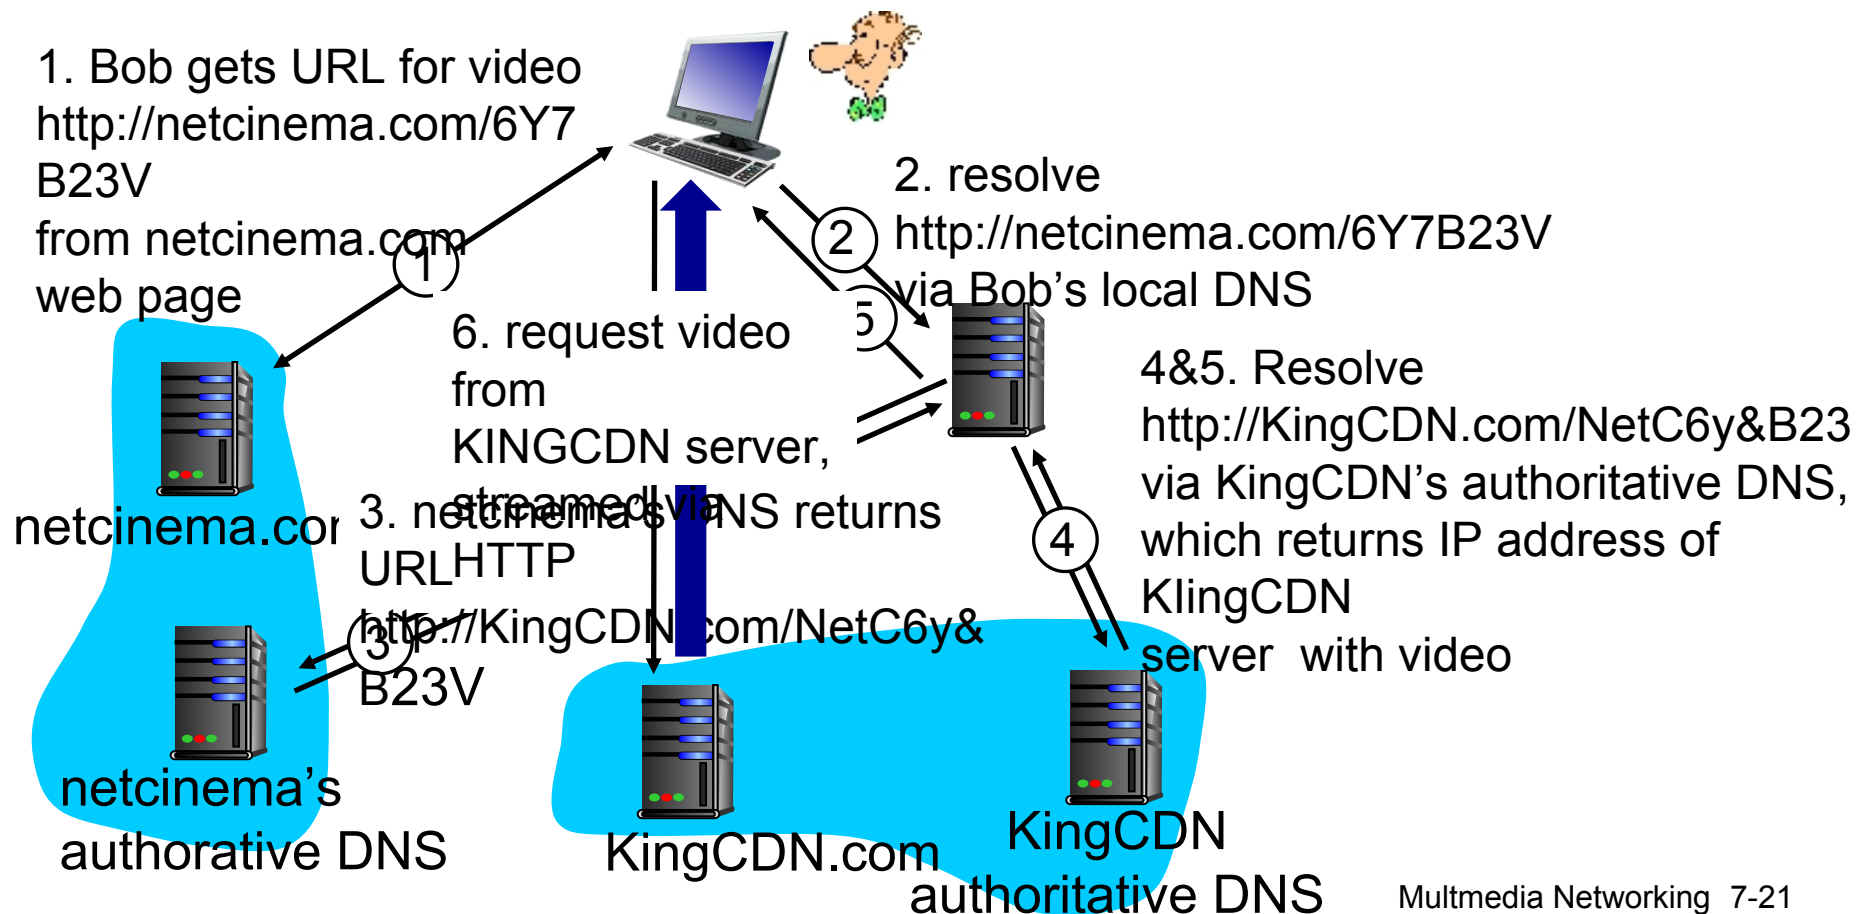 1. Bob gets URL for video
http://netcinema.com/6Y7
B23V
from netcinema.com
web page
1
2. resolve
http://netcinema.com/6Y7B23V
via Bob's local DNS
2
5
6. request video
from
KINGCDN server,
streamed via
HTTP
4&5. Resolve
http://KingCDN.com/NetC6y&B23
via KingCDN's authoritative DNS,
which returns IP address of
KIingCDN
server with video
4
netcinema.com
3. netcinema's DNS returns
URL
http://KingCDN.com/NetC6y&
B23V
3
netcinema's
authorative DNS
KingCDN.com
KingCDN
authoritative DNS
Multmedia Networking 7-21